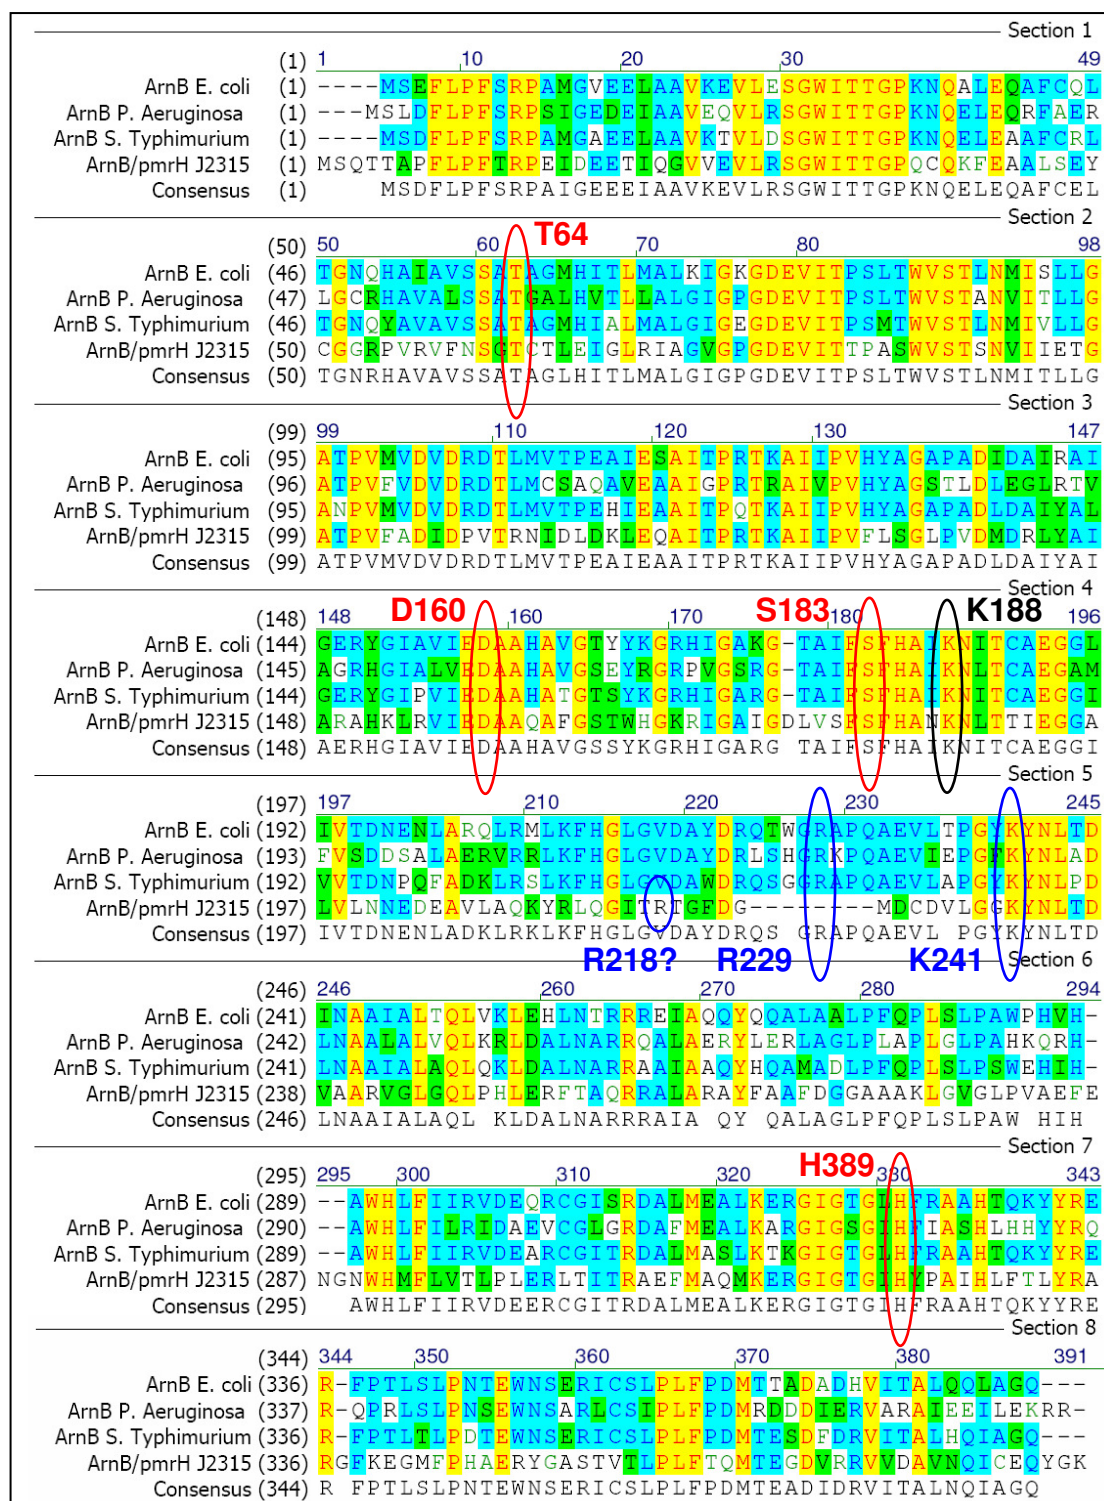 Section 1
(1) 1 10 20 30 49
ArnB E. coli (1) ----MSEFLPFSRPAMGVEELAAVKEVLESGWITTGPKNQALEQAFCQL
ArnB P. Aeruginosa (1) ---MSLDFLPFSRPSIGEDEIAAVEQVLRSGWITTGPKNQELEQRFAER
ArnB S. Typhimurium (1) ----MSDFLPFSRPAMGAEELAAVKTVLDSGWITTGPKNQELEAAFCRL
ArnB/pmrH J2315 (1) MSQTTAPFLPFTRPEIDEETIQGVVEVLRSGWITTGPQCQKFEAALSEY
Consensus (1) MSDFLPFSRPAIGEEEIAAVKEVLRSGWITTGPKNQELEQAFCEL
Section 2
T64
(50) 50 60 70 80 98
ArnB E. coli (46) TGNQHAIAVSSATAGMHITLMALKIGKGDEVITPSLTWVSTLNMISLLG
ArnB P. Aeruginosa (47) LGCRHAVALSSATGALHVTLLALGIGPGDEVITPSLTWVSTANVITLLG
ArnB S. Typhimurium (46) TGNQYAVAVSSATAGMHIALMALGIGEGDEVITPSMTWVSTLNMIVLLG
ArnB/pmrH J2315 (50) CGGRPVRVFNSGTCTLEIGLRIAGVGPGDEVITTPASWVSTSNVIIETG
Consensus (50) TGNRHAVAVSSATAGLHITLMALGIGPGDEVITPSLTWVSTLNMITLLG
Section 3
(99) 99 110 120 130 147
ArnB E. coli (95) ATPVMVDVDRDTLMVTPEAIESAITPRTKAIIPVHYAGAPADIDAIRAI
ArnB P. Aeruginosa (96) ATPVFVDVDRDTLMCSAQAVEAAIGPRTRAIVPVHYAGSTLDLEGLRTV
ArnB S. Typhimurium (95) ANPVMVDVDRDTLMVTPEHIEAAITPQTKAIIPVHYAGAPADLDAIYAL
ArnB/pmrH J2315 (99) ATPVFADIDPVTRNIDLDKLEQAITPRTKAIIPVFLSGLPVDMDRLYAI
Consensus (99) ATPVMVDVDRDTLMVTPEAIEAAITPRTKAIIPVHYAGAPADLDAIYAI
Section 4
D160 S183 K188
(148) 148 160 170 180 196
ArnB E. coli (144) GERYGIAVIEDAAHAVGTYYKGRHIGAKG-TAIFSFHAIKNITCAEGGL
ArnB P. Aeruginosa (145) AGRHGIALVEDAAHAVGSEYRGRPVGSRG-TAIFSFHAIKNLTCAEGAM
ArnB S. Typhimurium (144) GERYGIPVIEDAAHATGTSYKGRHIGARG-TAIFSFHAIKNITCAEGGI
ArnB/pmrH J2315 (148) ARAHKLRVIEDAAQAFGSTWHGKRIGAIGDLVSFSFHANKNLTTIEGGA
Consensus (148) AERHGIAVIEDAAHAVGSSYKGRHIGARG TAIFSFHAIKNITCAEGGI
Section 5
(197) 197 210 220 230 245
ArnB E. coli (192) IVTDNENLARQLRMLKFHGLGVDAYDRQTWGRAPQAEVLTPGYKYNLTD
ArnB P. Aeruginosa (193) FVSDDSALAERVRRLKFHGLGVDAYDRLSHGRKPQAEVIEPGFKYNLAD
ArnB S. Typhimurium (192) VVTDNPQFADKLRSLKFHGLGVDAWDRQSGGRAPQAEVLAPGYKYNLPD
ArnB/pmrH J2315 (197) LVLNNEDEAVLAQKYRLQGITRTGFDG--------MDCDVLGGKYNLTD
Consensus (197) IVTDNENLADKLRKLKFHGLGVDAYDRQS GRAPQAEVL PGYKYNLTD
R218? R229 K241
Section 6
(246) 246 260 270 280 294
ArnB E. coli (241) INAAIALTQLVKLEHLNTRRREIAQQYQQALAALPFQPLSLPAWPHVH-
ArnB P. Aeruginosa (242) LNAALALVQLKRLDALNARRQALAERYLERLAGLPLAPLGLPAHKQRH-
ArnB S. Typhimurium (241) LNAAIALAQLQKLDALNARRAAIAAQYHQAMADLPFQPLSLPSWEHIH-
ArnB/pmrH J2315 (238) VAARVGLGQLPHLERFTAQRRALARAYFAAFDGGAAAKLGVGLPVAEFE
Consensus (246) LNAAIALAQL KLDALNARRRAIA QY QALAGLPFQPLSLPAW HIH
Section 7
H389
(295) 295 300 310 320 331 343
ArnB E. coli (289) --AWHLFIIRVDEQRCGISRDALMEALKERGIGTGIHFRAAHTQKYYRE
ArnB P. Aeruginosa (290) --AWHLFILRIDAEVCGLGRDAFMEALKARGIGSGIHFIASHLHHYYRQ
ArnB S. Typhimurium (289) --AWHLFIIRVDEARCGITRDALMASLKTKGIGTGLHFRAAHTQKYYRE
ArnB/pmrH J2315 (287) NGNWHMFLVTLPLERLTITRAEFMAQMKERGIGTGIHYPAIHLFTLYRA
Consensus (295) AWHLFIIRVDEERCGITRDALMEALKERGIGTGIHFRAAHTQKYYRE
Section 8
(344) 344 350 360 370 380 391
ArnB E. coli (336) R-FPTLSLPNTEWNSERICSLPLFPDMTTADADHVITALQQLAGQ---
ArnB P. Aeruginosa (337) R-QPRLSLPNSEWNSARLCSIPLFPDMRDDDIERVARAIEEILEKRR-
ArnB S. Typhimurium (336) R-FPTLTLPDTEWNSERICSLPLFPDMTESDFDRVITALHQIAGQ---
ArnB/pmrH J2315 (336) RGFKEGMFPHAERYGASTVTLPLFTQMTEGDVRRVVDAVNQICEQYGK
Consensus (344) R FPTLSLPNTEWNSERICSLPLFPDMTEADIDRVITALNQIAGQ